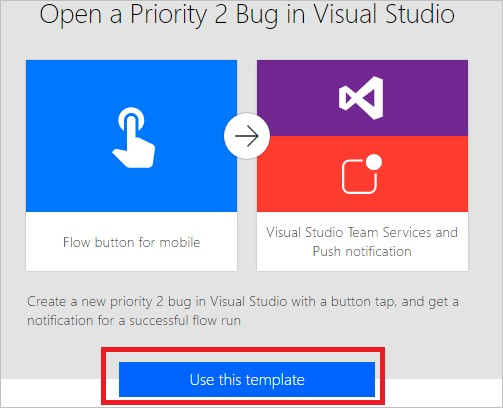 Open a Priority 2 Bug in Visual Studio
Flow button for mobile
Visual Studio Team Services and
Push notification
Create a new priority 2 bug in Visual Studio with a button tap, and get a
notification for a successful flow run
Use this template